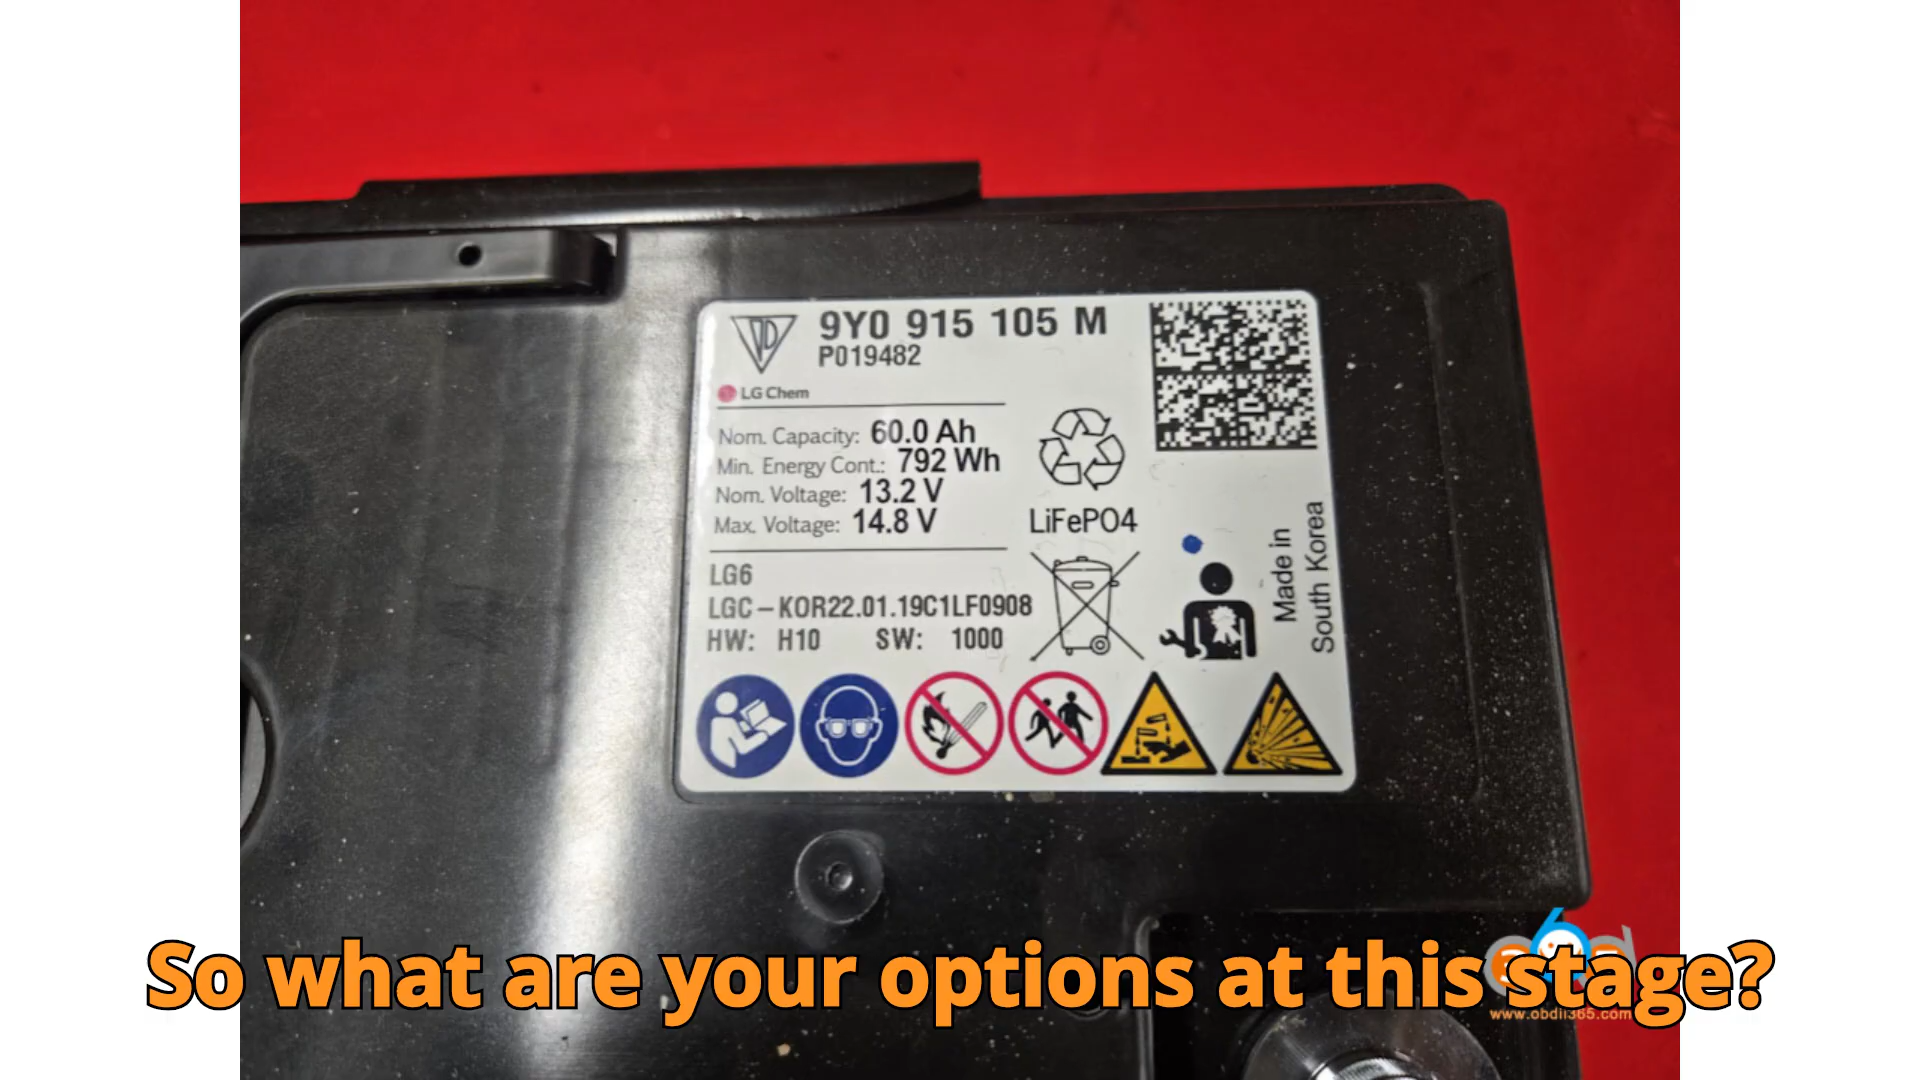 9Y0 915 105 M
P019482
LG Chem
Nom. Capacity: 60.0 Ah
Min. Energy Cont.: 792 Wh
Nom. Voltage: 13.2 V
Max. Voltage: 14.8 V
LiFePO4
Made in
South Korea
LG6
LGC-KOR22.01.19C1LF0908
HW: H10 SW: 1000
So what are your options at this stage?
www.obdii365.com